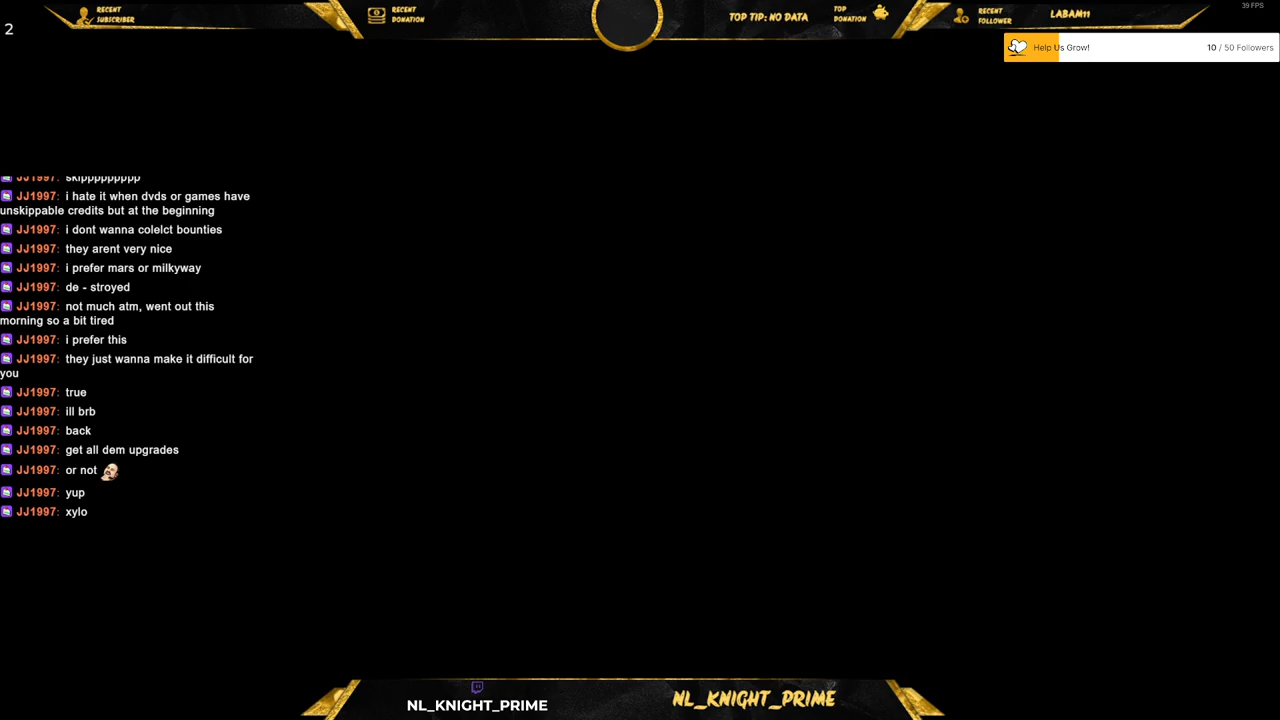 39 FPS
RECENT
SUBSCRIBER
RECENT
DONATION
TOP TIP: NO DATA
TOP
DONATION
RECENT
FOLLOWER
LABAM11
2
Help Us Grow!
10 / 50 Followers
JJ1997: skipppppppp
JJ1997: i hate it when dvds or games have
unskippable credits but at the beginning
JJ1997: i dont wanna colelct bounties
JJ1997: they arent very nice
JJ1997: i prefer mars or milkyway
JJ1997: de - stroyed
JJ1997: not much atm, went out this
morning so a bit tired
JJ1997: i prefer this
JJ1997: they just wanna make it difficult for
you
JJ1997: true
JJ1997: ill brb
JJ1997: back
JJ1997: get all dem upgrades
JJ1997: or not
JJ1997: yup
JJ1997: xylo
NL_KNIGHT_PRIME
NL_KNIGHT_PRIME